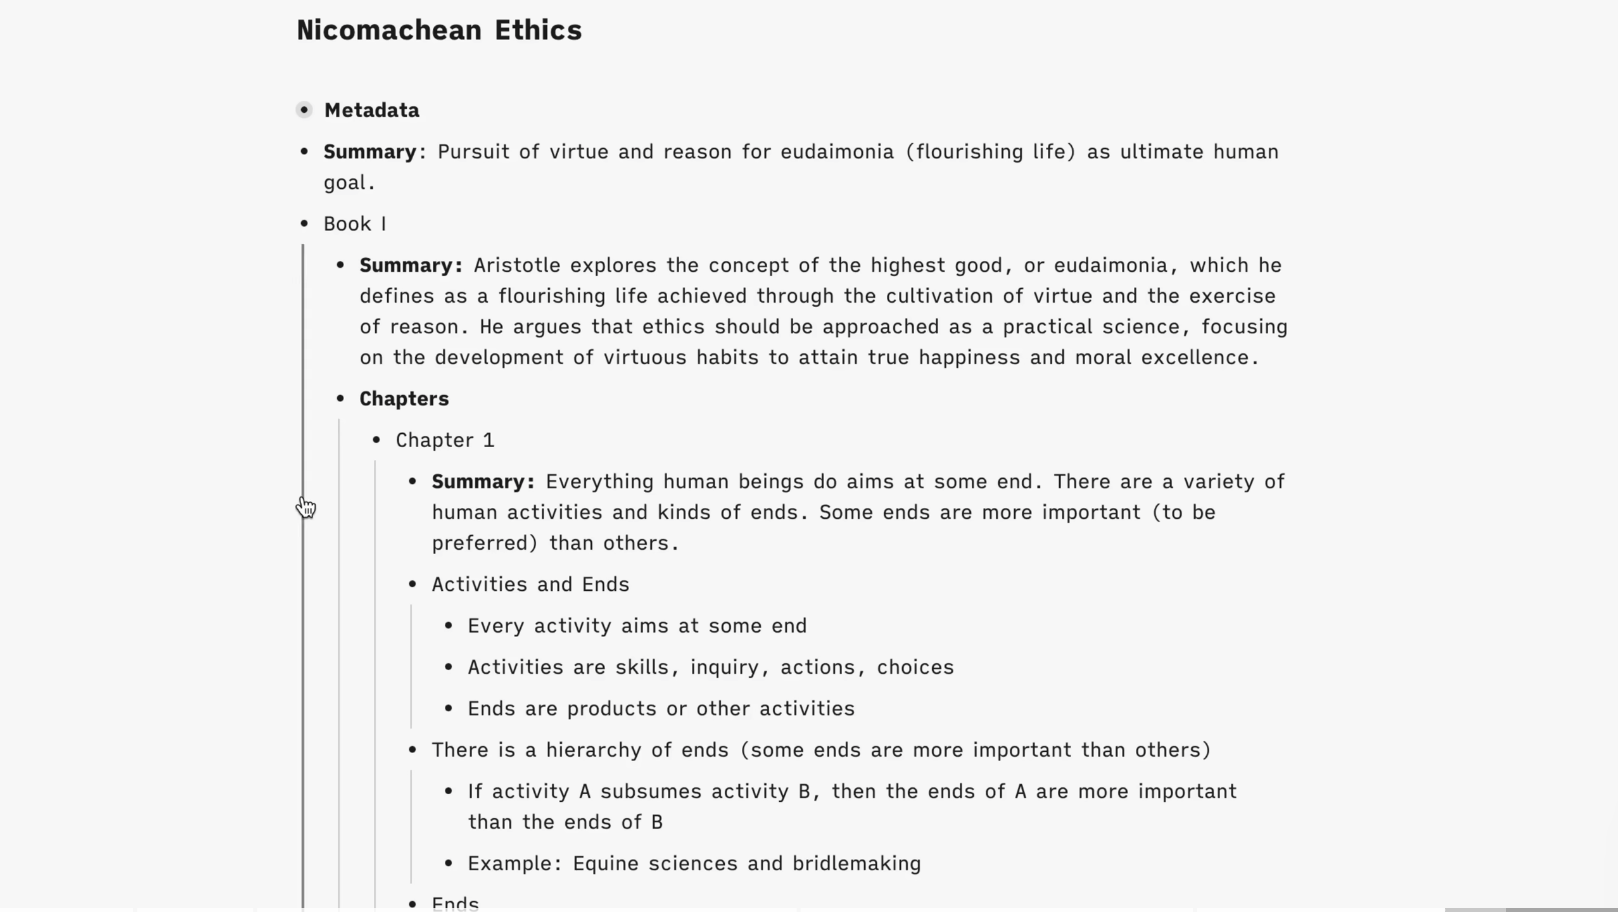 Nicomachean Ethics
Metadata
Summary: Pursuit of virtue and reason for eudaimonia (flourishing life) as ultimate human
goal.
Book I
Summary: Aristotle explores the concept of the highest good, or eudaimonia, which he
defines as a flourishing life achieved through the cultivation of virtue and the exercise
of reason. He argues that ethics should be approached as a practical science, focusing
on the development of virtuous habits to attain true happiness and moral excellence.
Chapters
Chapter 1
Summary: Everything human beings do aims at some end. There are a variety of
human activities and kinds of ends. Some ends are more important (to be
preferred) than others.
Activities and Ends
Every activity aims at some end
Activities are skills, inquiry, actions, choices
Ends are products or other activities
There is a hierarchy of ends (some ends are more important than others)
If activity A subsumes activity B, then the ends of A are more important
than the ends of B
Example: Equine sciences and bridlemaking
Ends